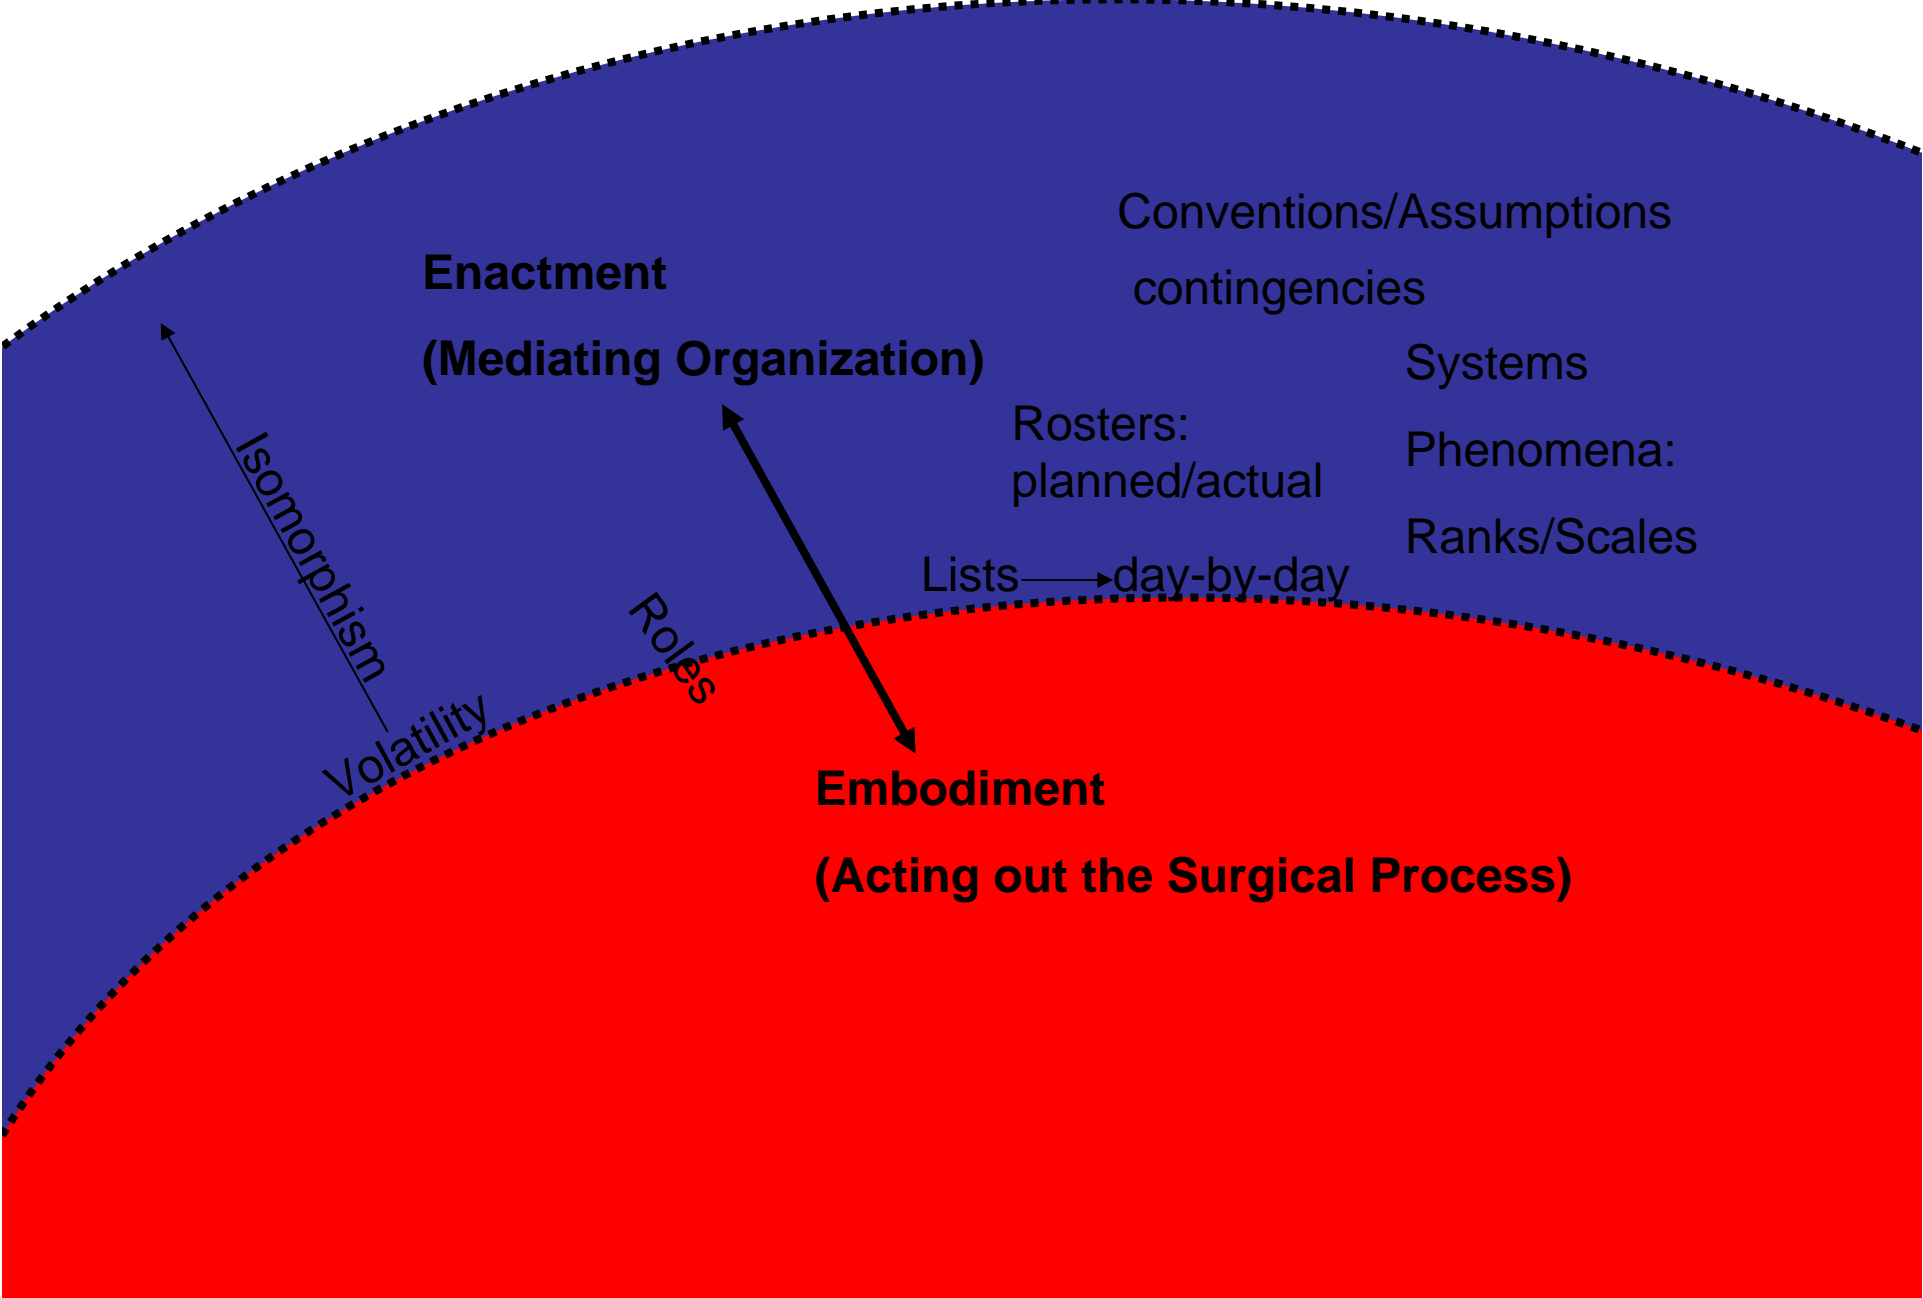 Conventions/Assumptions
Enactment
contingencies
(Mediating Organization)
Systems
Rosters:
planned/actual
Phenomena:
Ranks/Scales
Isomorphism
Lists
day-by-day
Roles
Volatility
Embodiment
(Acting out the Surgical Process)